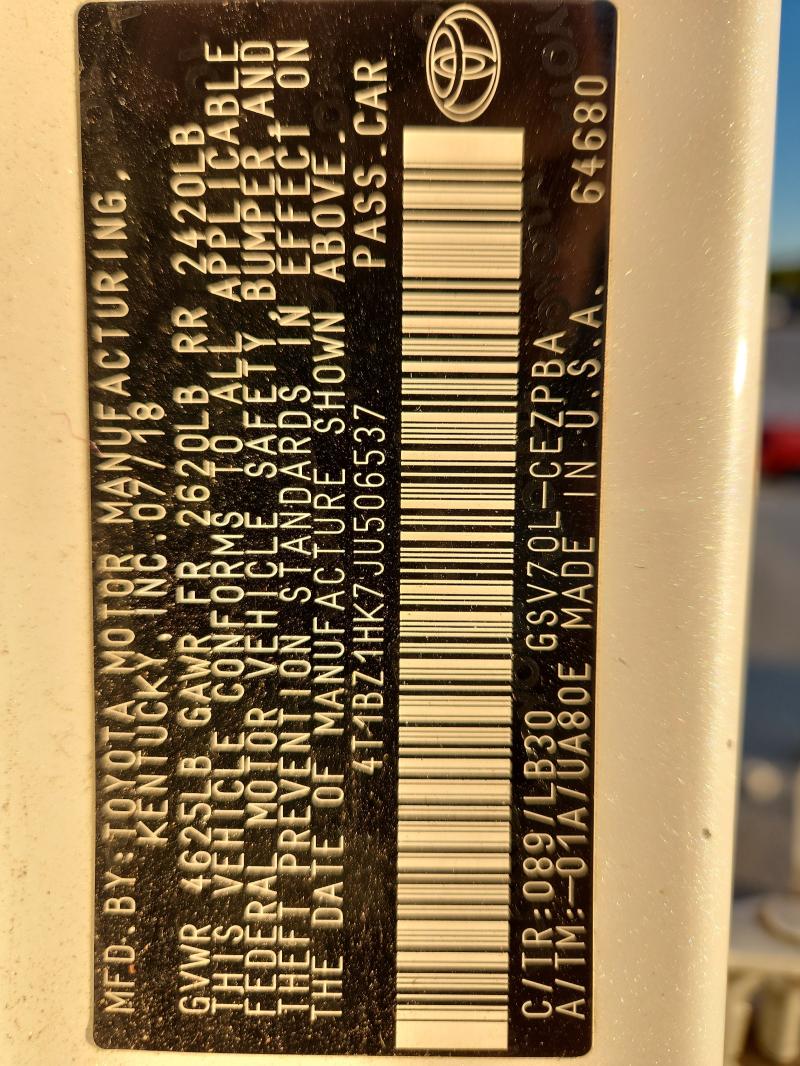 MFD. BY: TOYOTA MOTOR MANUFACTURING,
KENTUCKY, INC. 07/18
GVWR 4625LB GAWR FR 2620LB RR 2420LB
THIS VEHICLE CONFORMS TO ALL APPLICABLE
FEDERAL MOTOR VEHICLE SAFETY, BUMPER, AND
THEFT PREVENTION STANDARDS IN EFFECT ON
THE DATE OF MANUFACTURE SHOWN ABOVE.
4T1BZ1HK7JU506537 PASS.CAR
C/TR:089/LB30 GSV70L-CEZPBA
A/TM:-01A/UA80E MADE IN U.S.A. 64680